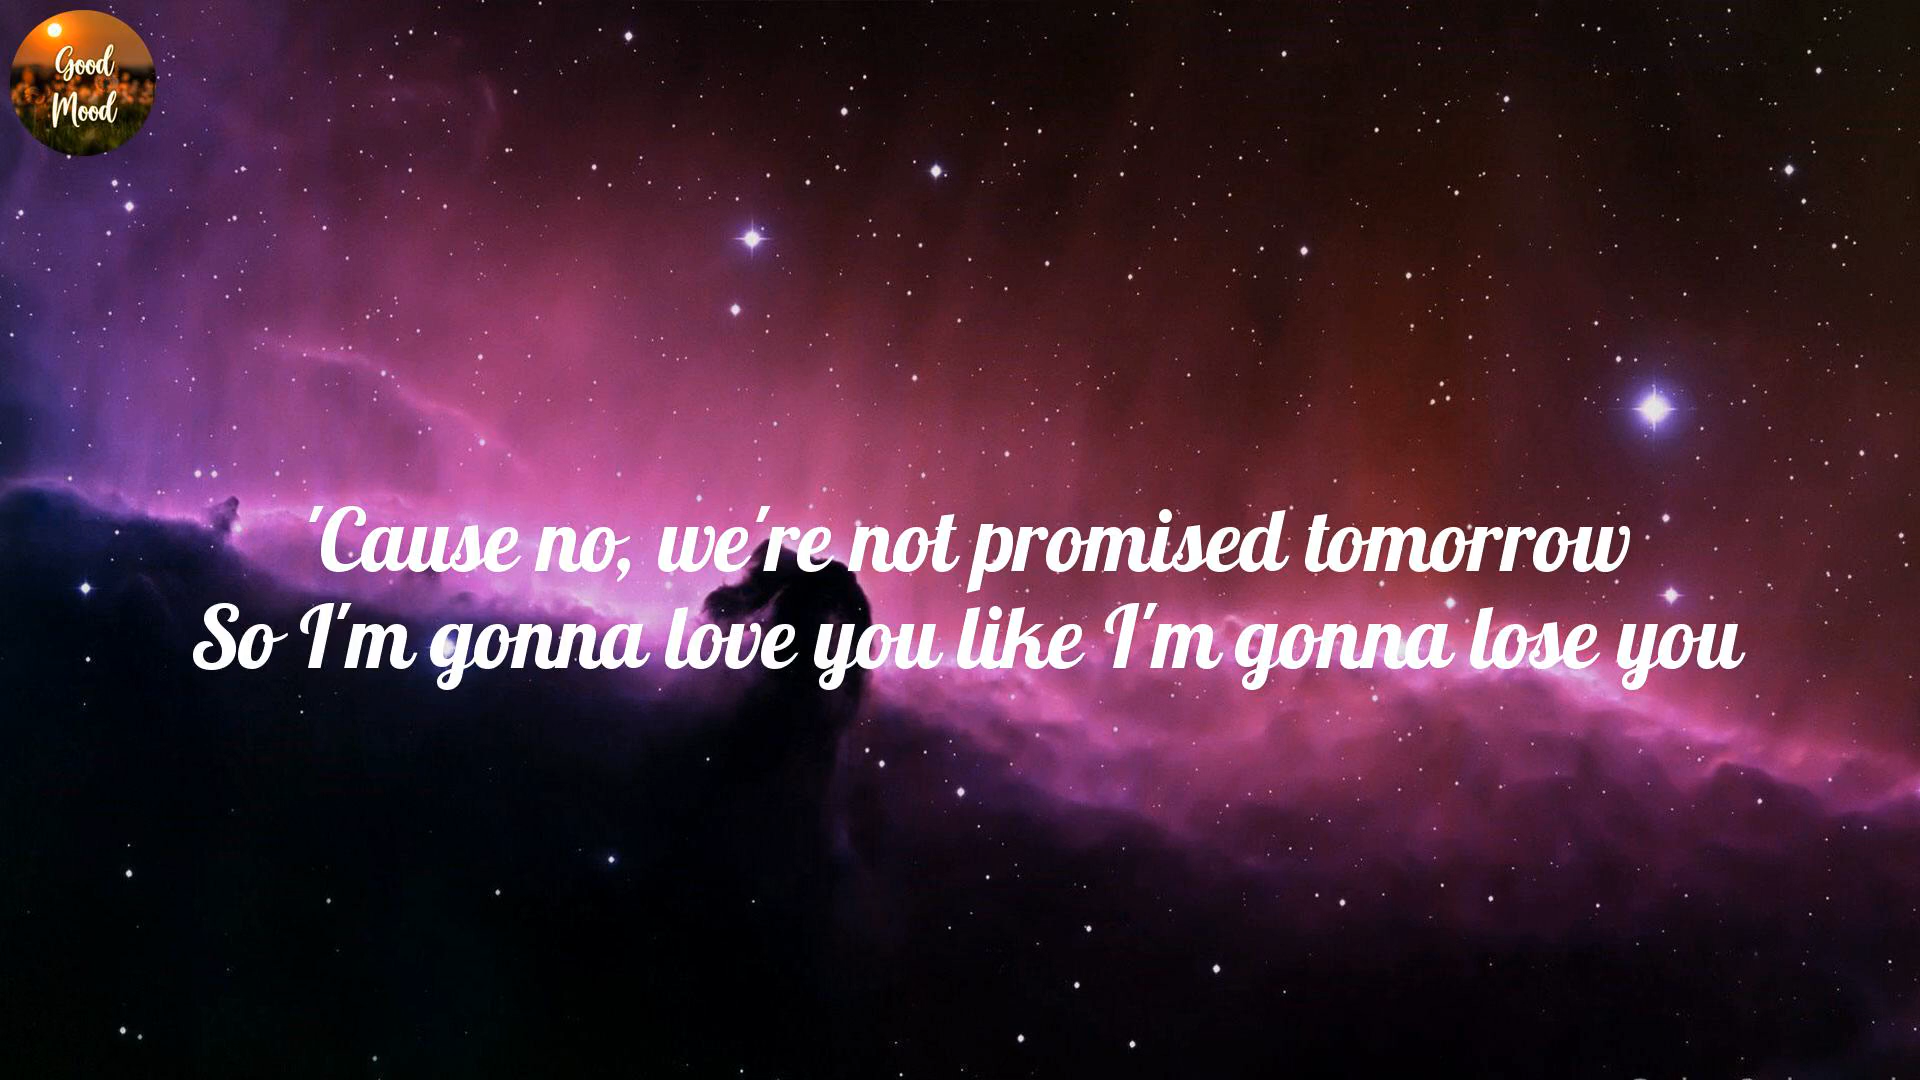 Good
Mood
'Cause no, we're not promised tomorrow
So I'm gonna love you like I'm gonna lose you